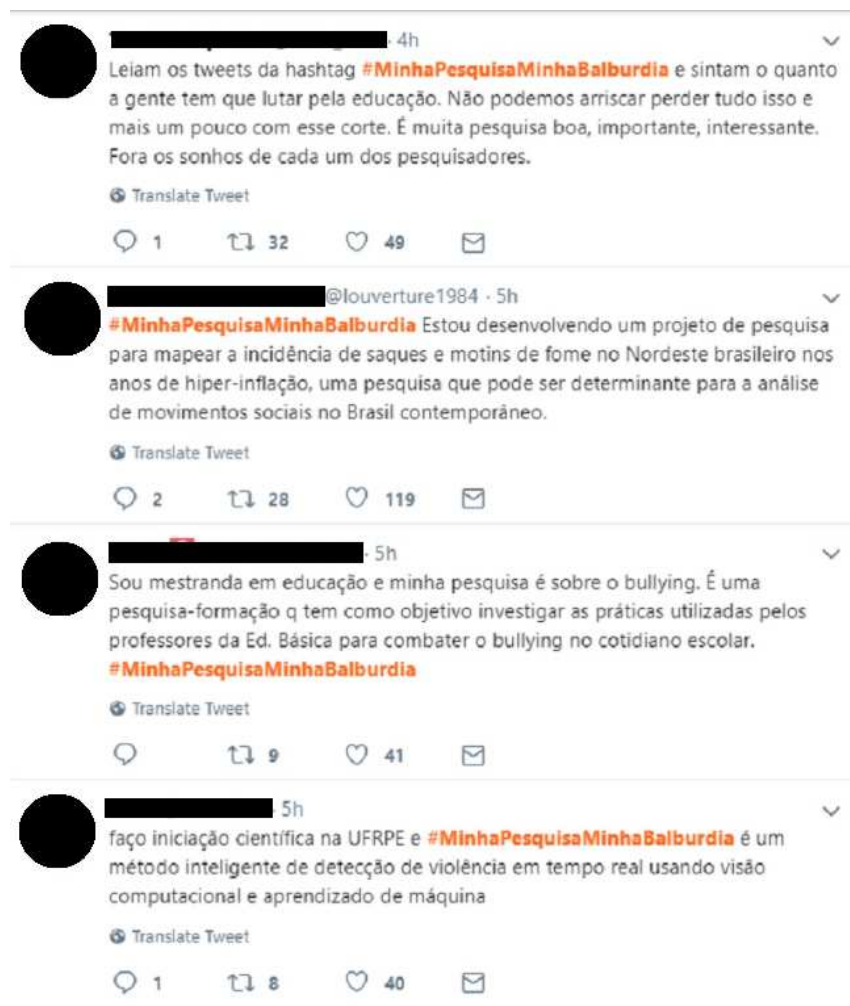 4h
Leiam os tweets da hashtag #MinhaPesquisaMinhaBalburdia e sintam o quanto
a gente tem que lutar pela educação. Não podemos arriscar perder tudo isso e
mais um pouco com esse corte. É muita pesquisa boa, importante, interessante.
Fora os sonhos de cada um dos pesquisadores.
Translate Tweet
1 32 49
@louverture1984 · 5h
#MinhaPesquisaMinhaBalburdia Estou desenvolvendo um projeto de pesquisa
para mapear a incidência de saques e motins de fome no Nordeste brasileiro nos
anos de hiper-inflação, uma pesquisa que pode ser determinante para a análise
de movimentos sociais no Brasil contemporâneo.
Translate Tweet
2 28 119
· 5h
Sou mestranda em educação e minha pesquisa é sobre o bullying. É uma
pesquisa-formação q tem como objetivo investigar as práticas utilizadas pelos
professores da Ed. Básica para combater o bullying no cotidiano escolar.
#MinhaPesquisaMinhaBalburdia
Translate Tweet
9 41
5h
faço iniciação científica na UFRPE e #MinhaPesquisaMinhaBalburdia é um
método inteligente de detecção de violência em tempo real usando visão
computacional e aprendizado de máquina
Translate Tweet
1 8 40